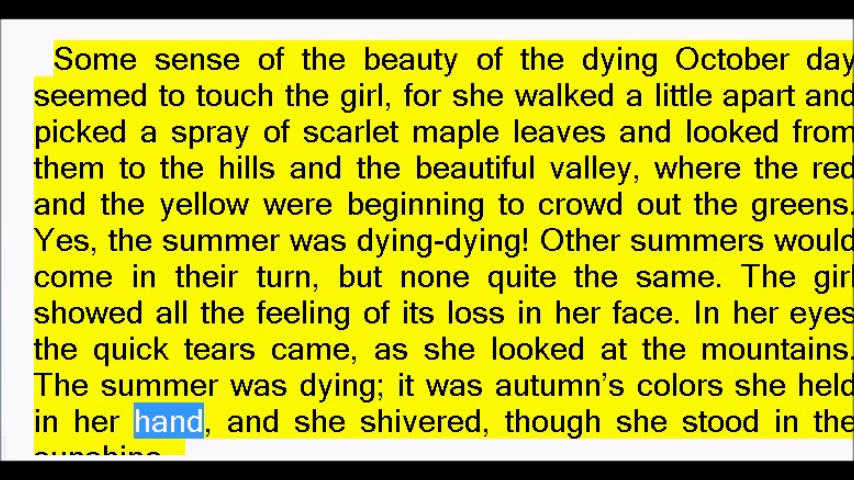 Some sense of the beauty of the dying October day
seemed to touch the girl, for she walked a little apart and
picked a spray of scarlet maple leaves and looked from
them to the hills and the beautiful valley, where the red
and the yellow were beginning to crowd out the greens.
Yes, the summer was dying-dying! Other summers would
come in their turn, but none quite the same. The girl
showed all the feeling of its loss in her face. In her eyes
the quick tears came, as she looked at the mountains.
The summer was dying; it was autumn's colors she held
in her hand, and she shivered, though she stood in the
sunshine.